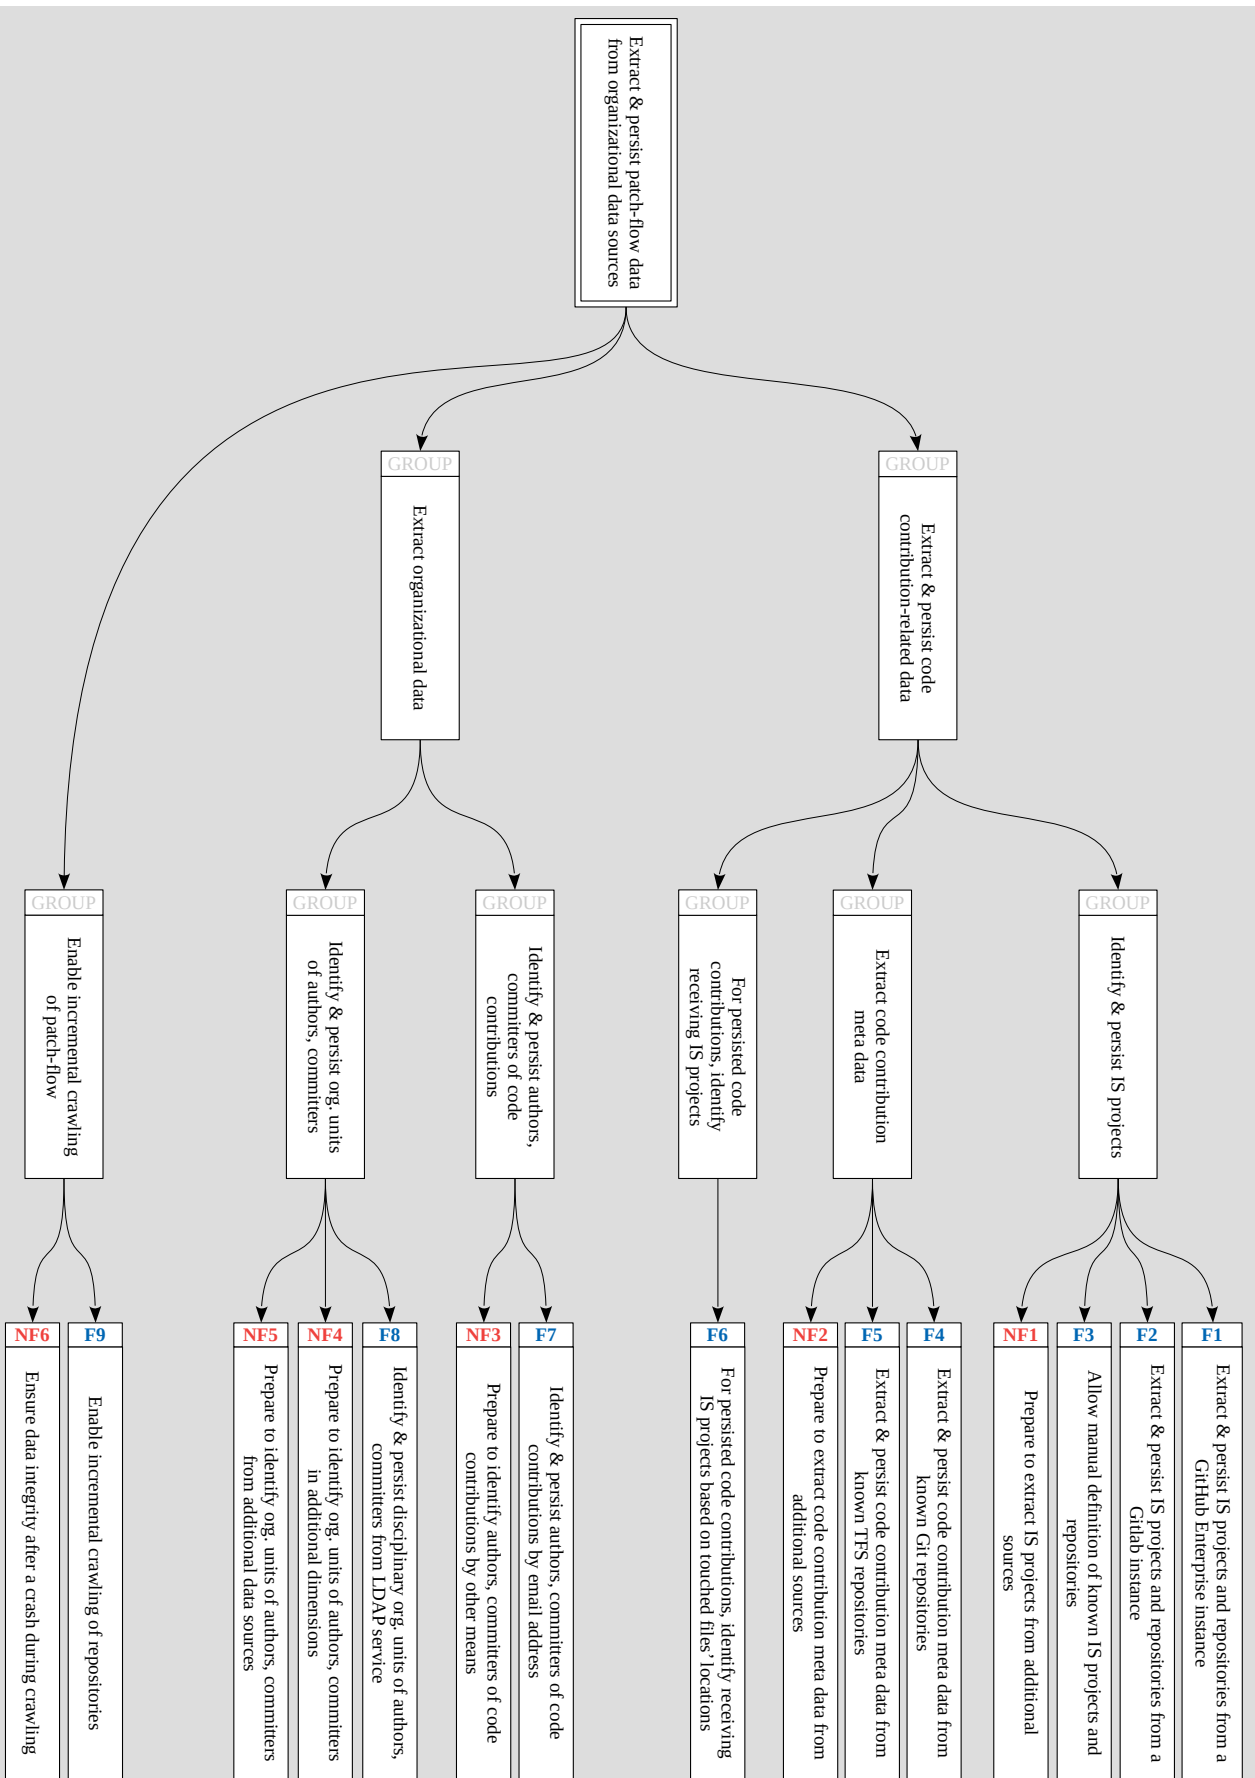 Extract & persist patch-flow data
from organizational data sources
GROUP
Extract & persist code
contribution-related data
GROUP
Extract organizational data
GROUP
Identify & persist IS projects
GROUP
Extract code contribution
meta data
GROUP
For persisted code
contributions, identify
receiving IS projects
GROUP
Identify & persist authors,
committers of code
contributions
GROUP
Identify & persist org. units
of authors, committers
GROUP
Enable incremental crawling
of patch-flow
F1
Extract & persist IS projects and repositories from a
GitHub Enterprise instance
F2
Extract & persist IS projects and repositories from a
Gitlab instance
F3
Allow manual definition of known IS projects and
repositories
NF1
Prepare to extract IS projects from additional
sources
F4
Extract & persist code contribution meta data from
known Git repositories
F5
Extract & persist code contribution meta data from
known TFS repositories
NF2
Prepare to extract code contribution meta data from
additional sources
F6
For persisted code contributions, identify receiving
IS projects based on touched files' locations
F7
Identify & persist authors, committers of code
contributions by email address
NF3
Prepare to identify authors, committers of code
contributions by other means
F8
Identify & persist disciplinary org. units of authors,
committers from LDAP service
NF4
Prepare to identify org. units of authors, committers
in additional dimensions
NF5
Prepare to identify org. units of authors, committers
from additional data sources
F9
Enable incremental crawling of repositories
NF6
Ensure data integrity after a crash during crawling